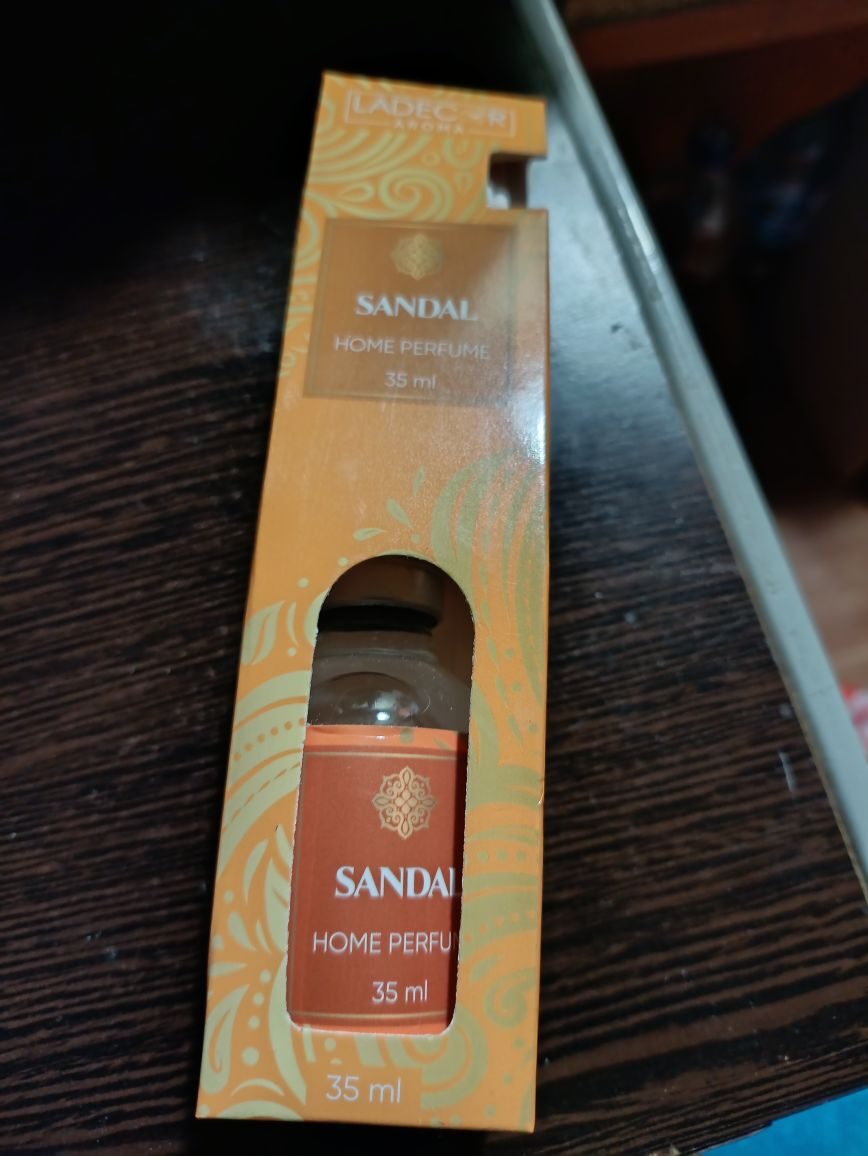 LADECOR
AROMA
SANDAL
HOME PERFUME
35 ml
SANDAL
HOME PERFU
35 ml
35 ml